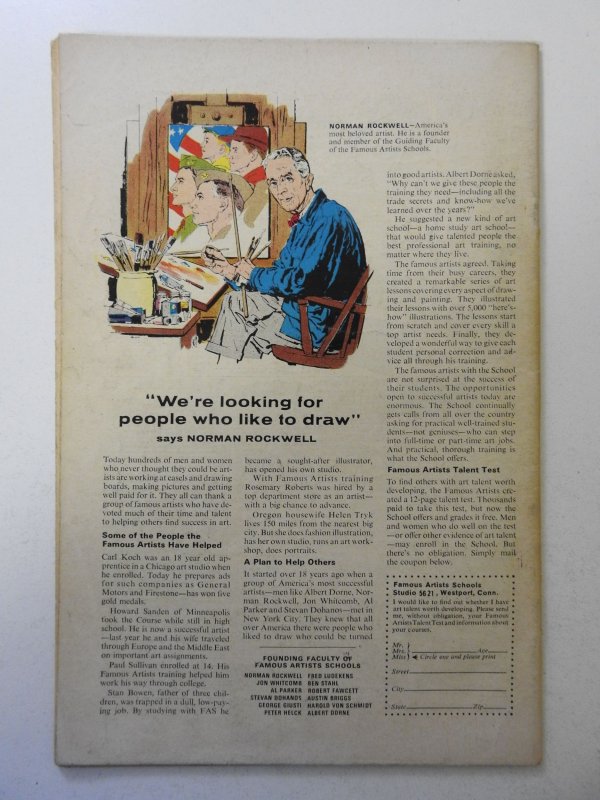 NORMAN ROCKWELL—America's
most beloved artist. He is a founder
and member of the Guiding Faculty
of the Famous Artists Schools.
"We're looking for
people who like to draw"
says NORMAN ROCKWELL
Today hundreds of men and women
who never thought they could be art-
ists are working at easels and drawing
boards, making pictures and getting
well paid for it. They all can thank a
group of famous artists who have de-
voted much of their time and talent
to helping others find success in art.
Some of the People the
Famous Artists Have Helped
Carl Koch was an 18 year old ap-
prentice in a Chicago art studio when
he enrolled. Today he prepares ads
for such companies as General
Motors and Firestone—has won five
gold medals.
Howard Sanden of Minneapolis
took the Course while still in high
school. He is now a successful artist
—last year he and his wife traveled
through Europe and the Middle East
on important art assignments.
Paul Sullivan enrolled at 14. His
Famous Artists training helped him
work his way through college.
Stan Bowen, father of three chil-
dren, was trapped in a dull, low-pay-
ing job. By studying with FAS he
became a sought-after illustrator,
has opened his own studio.
With Famous Artists training
Rosemary Roberts was hired by a
top department store as an artist—
with a big chance to advance.
Oregon housewife Helen Tryk
lives 150 miles from the nearest big
city. But she does fashion illustration,
has her own studio, runs an art work-
shop, does portraits.
A Plan to Help Others
It started over 18 years ago when a
group of America's most successful
artists—men like Albert Dorne, Nor-
man Rockwell, Jon Whitcomb, Al
Parker and Stevan Dohanos—met in
New York City. They knew that all
over America there were people who
liked to draw who could be turned
into good artists. Albert Dorne asked,
"Why can't we give these people the
training they need—including all the
trade secrets and know-how we've
learned over the years?"
He suggested a new kind of art
school—a home study art school—
that would give talented people the
best professional art training, no
matter where they live.
The famous artists agreed. Taking
time from their busy careers, they
created a remarkable series of art
lessons covering every aspect of draw-
ing and painting. They illustrated
their lessons with over 5,000 "here's-
how" illustrations. The lessons start
from scratch and cover every skill a
top artist needs. Finally, they de-
veloped a wonderful way to give each
student personal correction and ad-
vice all through his training.
The famous artists with the School
are not surprised at the success of
their students. The opportunities
open to successful artists today are
enormous. The School continually
gets calls from all over the country
asking for practical well-trained stu-
dents—not geniuses—who can step
into full-time or part-time art jobs.
And practical, thorough training is
what the School offers.
Famous Artists Talent Test
To find others with art talent worth
developing, the Famous Artists cre-
ated a 12-page talent test. Thousands
paid to take this test, but now the
School offers and grades it free. Men
and women who do well on the test
—or offer other evidence of art talent
—may enroll in the School. But
there's no obligation. Simply mail
the coupon below.
FOUNDING FACULTY OF
FAMOUS ARTISTS SCHOOLS
NORMAN ROCKWELL FRED LUDEKENS
JON WHITCOMB BEN STAHL
AL PARKER ROBERT FAWCETT
STEVAN DOHANOS AUSTIN BRIGGS
GEORGE GIUSTI HAROLD VON SCHMIDT
PETER HELCK ALBERT DORNE
Famous Artists Schools
Studio 5621, Westport, Conn.
I would like to find out whether I have
art talent worth developing. Please send
me, without obligation, your Famous
Artists Talent Test and information about
your courses.
Mr.
Mrs. Age
Miss Circle one and please print
Street
City
State Zip